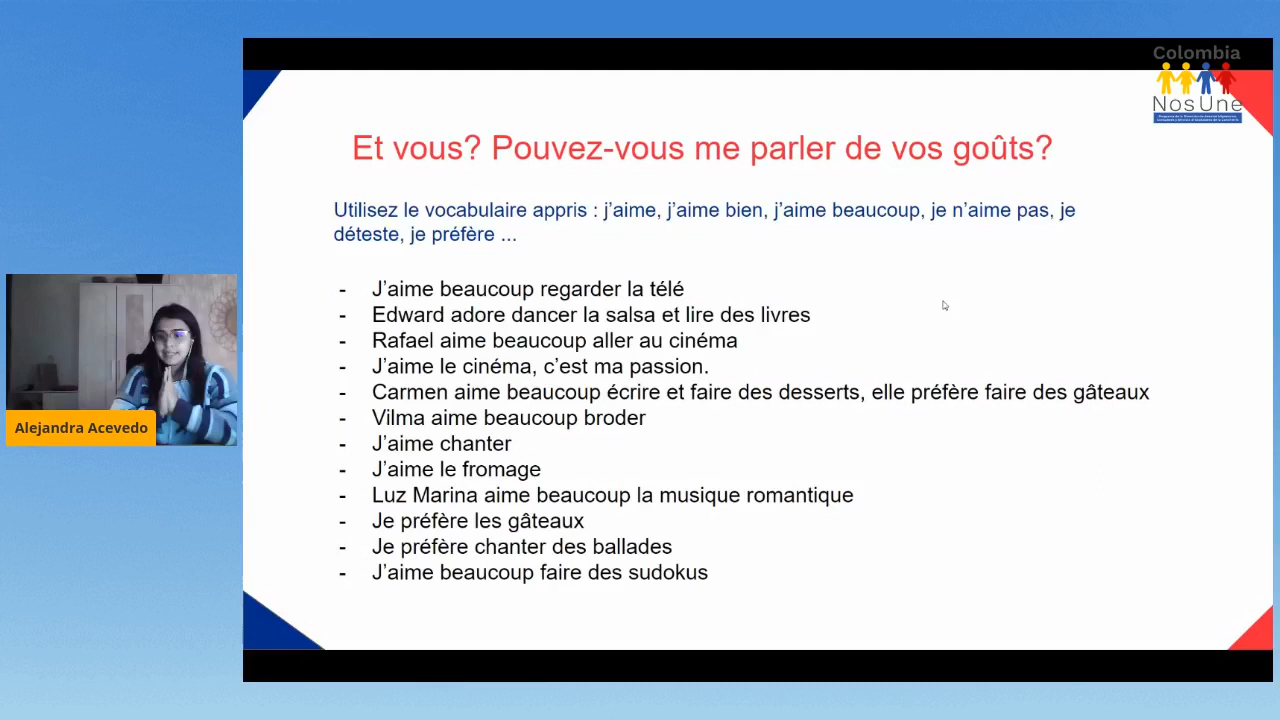 Colombia
NosUne
Et vous? Pouvez-vous me parler de vos goûts?
Utilisez le vocabulaire appris : j’aime, j’aime bien, j’aime beaucoup, je n’aime pas, je
déteste, je préfère ...
- J’aime beaucoup regarder la télé
- Edward adore dancer la salsa et lire des livres
- Rafael aime beaucoup aller au cinéma
- J’aime le cinéma, c’est ma passion.
- Carmen aime beaucoup écrire et faire des desserts, elle préfère faire des gâteaux
- Vilma aime beaucoup broder
- J’aime chanter
- J’aime le fromage
- Luz Marina aime beaucoup la musique romantique
- Je préfère les gâteaux
- Je préfère chanter des ballades
- J’aime beaucoup faire des sudokus
Alejandra Acevedo